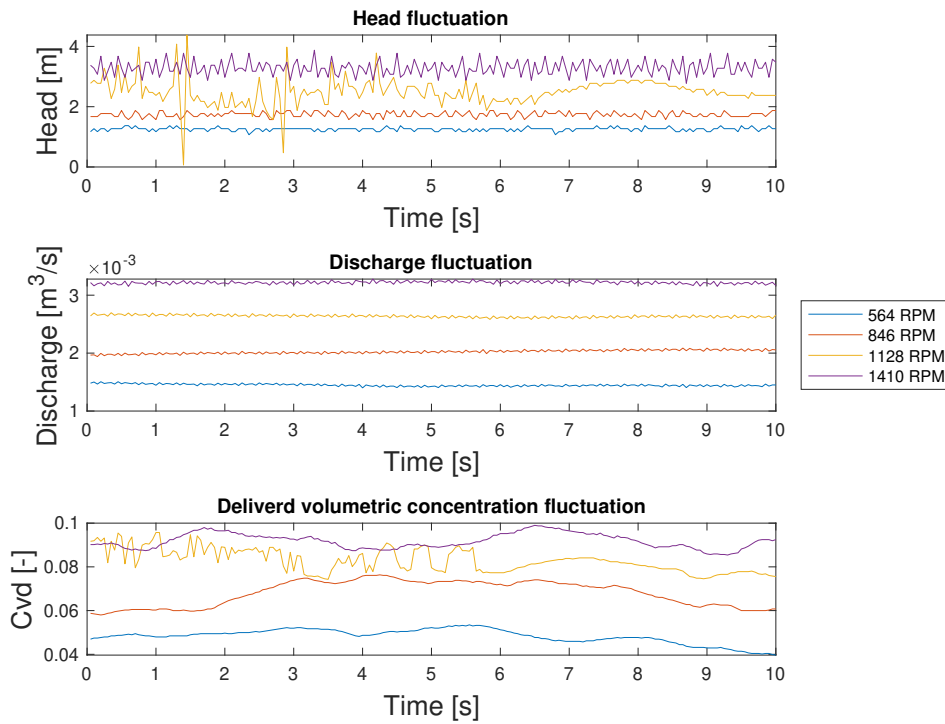 Head fluctuation
Head [m]
4
2
0
0 1 2 3 4 5 6 7 8 9 10
Time [s]
Discharge fluctuation
×10⁻³
Discharge [m³/s]
3
2
1
0 1 2 3 4 5 6 7 8 9 10
Time [s]
564 RPM
846 RPM
1128 RPM
1410 RPM
Deliverd volumetric concentration fluctuation
Cvd [-]
0.1
0.08
0.06
0.04
0 1 2 3 4 5 6 7 8 9 10
Time [s]